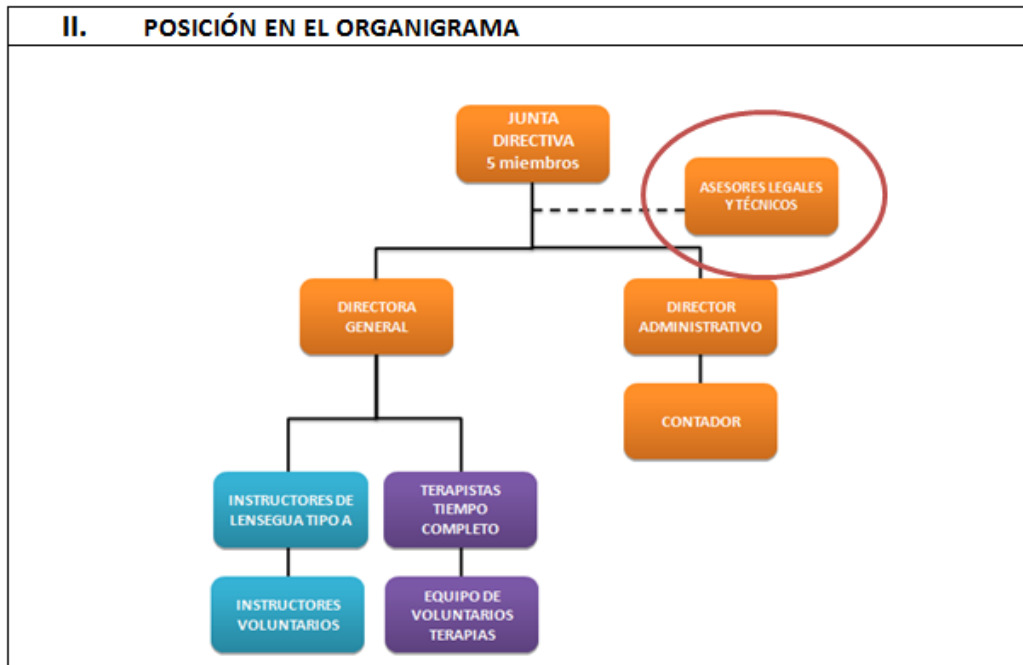 II. POSICIÓN EN EL ORGANIGRAMA
JUNTA
DIRECTIVA
5 miembros
ASESORES LEGALES
Y TÉCNICOS
DIRECTORA
GENERAL
DIRECTOR
ADMINISTRATIVO
CONTADOR
INSTRUCTORES DE
LENSEGUA TIPO A
TERAPISTAS
TIEMPO
COMPLETO
INSTRUCTORES
VOLUNTARIOS
EQUIPO DE
VOLUNTARIOS
TERAPIAS